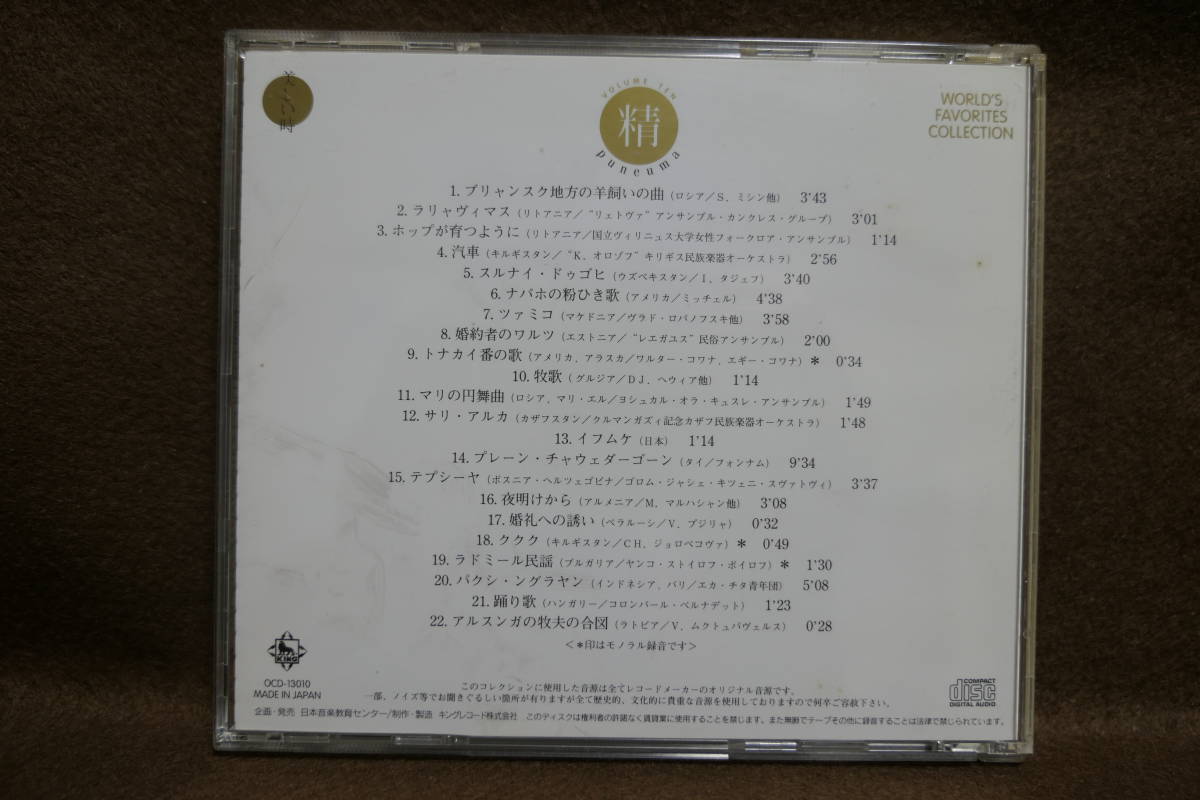 美しい時
VOLUME TEN
精
puneuma
WORLD'S
FAVORITES
COLLECTION
1. ブリャンスク地方の羊飼いの曲（ロシア／S．ミシン他） 3'43
2. ラリャヴィマス（リトアニア／“リェトヴァ”アンサンブル・カンクレス・グループ） 3'01
3. ホップが育つように（リトアニア／国立ヴィリニュス大学女性フォークロア・アンサンブル） 1'14
4. 汽車（キルギスタン／“K．オロゾフ”キリギス民族楽器オーケストラ） 2'56
5. スルナイ・ドゥゴヒ（ウズベキスタン／I．タジェフ） 3'40
6. ナバホの粉ひき歌（アメリカ／ミッチェル） 4'38
7. ツァミコ（マケドニア／ヴラド・ロバノフスキ他） 3'58
8. 婚約者のワルツ（エストニア／“レエガユス”民俗アンサンブル） 2'00
9. トナカイ番の歌（アメリカ，アラスカ／ワルター・コワナ，エギー・コワナ）＊ 0'34
10. 牧歌（グルジア／DJ．ヘウィア他） 1'14
11. マリの円舞曲（ロシア，マリ・エル／ヨシュカル・オラ・キュスレ・アンサンブル） 1'49
12. サリ・アルカ（カザフスタン／クルマンガズィ記念カザフ民族楽器オーケストラ） 1'48
13. イフムケ（日本） 1'14
14. プレーン・チャウェダーゴーン（タイ／フォンナム） 9'34
15. テプシーヤ（ボスニア・ヘルツェゴビナ／ゴロム・ジャシェ・キツェニ・スヴァトヴィ） 3'37
16. 夜明けから（アルメニア／M．マルハシャン他） 3'08
17. 婚礼への誘い（ベラルーシ／V．プジリャ） 0'32
18. ククク（キルギスタン／CH．ジョロベコヴァ）＊ 0'49
19. ラドミール民謡（ブルガリア／ヤンコ・ストイロフ・ボイロフ）＊ 1'30
20. パクシ・ングラヤン（インドネシア，バリ／エカ・チタ青年団） 5'08
21. 踊り歌（ハンガリー／コロンパール・ベルナデット） 1'23
22. アルスンガの牧夫の合図（ラトビア／V．ムクトゥパヴェルス） 0'28
＜＊印はモノラル録音です＞
KING
OCD-13010
MADE IN JAPAN
COMPACT
disc
DIGITAL AUDIO
このコレクションに使用した音源は全てレコードメーカーのオリジナル音源です。
一部、ノイズ等でお聞きぐるしい箇所が有りますが全て歴史的、文化的に貴重な音源を使用しておりますので何卒ご容赦下さい。
企画・発売 日本音楽教育センター/制作・製造 キングレコード株式会社 このディスクは権利者の許諾なく賃貸業に使用することを禁じます。また無断でテープその他に録音することは法律で禁じられています。